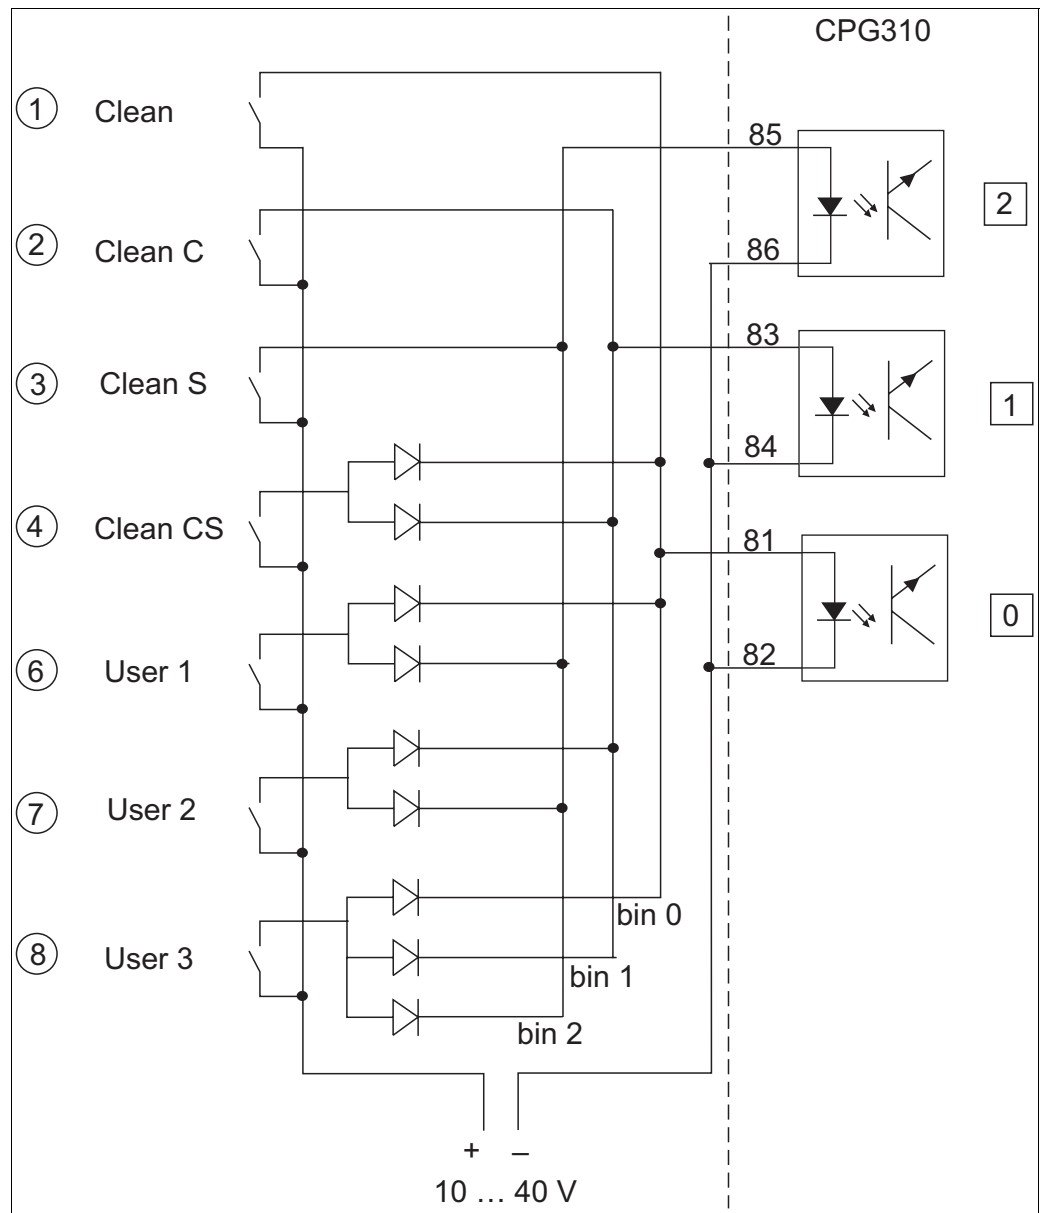 CPG310
1 Clean
85
2
2 Clean C
86
83
3 Clean S
1
84
4 Clean CS
81
0
82
6 User 1
7 User 2
bin 0
8 User 3
bin 1
bin 2
+ –
10 … 40 V